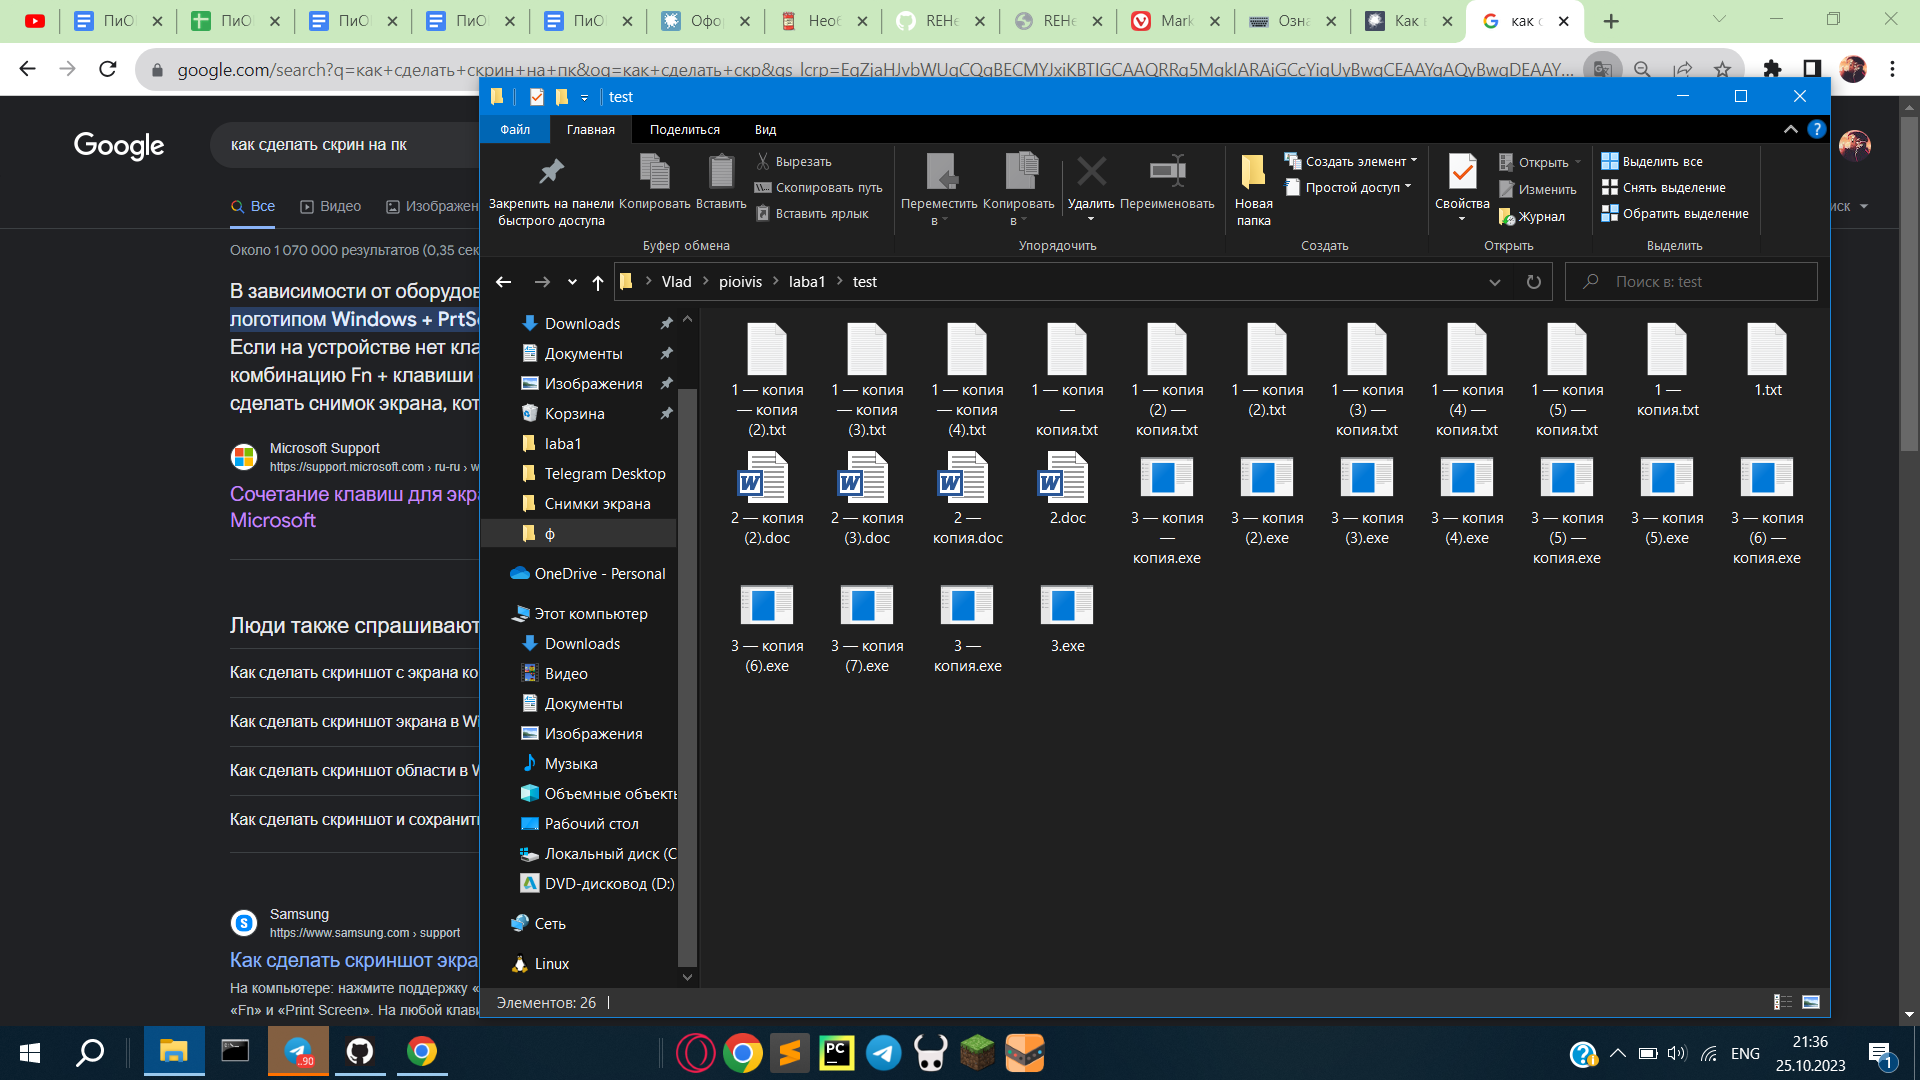 ПиО
ПиО
ПиО
ПиО
ПиО
Офор
Необ
REHe
REHe
Mark
Озна
Как
как с
google.com/search?q=как+сделать+скрин+на+пк&oq=как+сделать+скр&gs_lcrp=
test
Файл
Главная
Поделиться
Вид
Google
как сделать скрин на пк
Все
Видео
Изображен
Около 1 070 000 результатов (0,35 сек
В зависимости от оборудов
логотипом Windows + PrtS
Если на устройстве нет кла
комбинацию Fn + клавиши
сделать снимок экрана, кот
Microsoft Support
https://support.microsoft.com › ru-ru › w
Сочетание клавиш для экра
Microsoft
Люди также спрашивают
Как сделать скриншот с экрана ко
Как сделать скриншот экрана в Wi
Как сделать скриншот области в W
Как сделать скриншот и сохранить
Samsung
https://www.samsung.com › support
Как сделать скриншот экра
На компьютере: нажмите поддержку «
«Fn» и «Print Screen». На любой клави
Закрепить на панели
быстрого доступа
Копировать
Вставить
Вырезать
Скопировать путь
Вставить ярлык
Буфер обмена
Переместить
в
Копировать
в
Удалить
Переименовать
Упорядочить
Новая
папка
Создать элемент
Простой доступ
Создать
Свойства
Открыть
Изменить
Журнал
Открыть
Выделить все
Снять выделение
Обратить выделение
Выделить
иск
Vlad
pioivis
laba1
test
Поиск в: test
Downloads
Документы
Изображения
Корзина
laba1
Telegram Desktop
Снимки экрана
ф
OneDrive - Personal
Этот компьютер
Downloads
Видео
Документы
Изображения
Музыка
Объемные объекты
Рабочий стол
Локальный диск (C
DVD-дисковод (D:)
Сеть
Linux
1 — копия
— копия
(2).txt
1 — копия
— копия
(3).txt
1 — копия
— копия
(4).txt
1 — копия
—
копия.txt
1 — копия
(2) —
копия.txt
1 — копия
(2).txt
1 — копия
(3) —
копия.txt
1 — копия
(4) —
копия.txt
1 — копия
(5) —
копия.txt
1 —
копия.txt
1.txt
2 — копия
(2).doc
2 — копия
(3).doc
2 —
копия.doc
2.doc
3 — копия
—
копия.exe
3 — копия
(2).exe
3 — копия
(3).exe
3 — копия
(4).exe
3 — копия
(5) —
копия.exe
3 — копия
(5).exe
3 — копия
(6) —
копия.exe
3 — копия
(6).exe
3 — копия
(7).exe
3 —
копия.exe
3.exe
Элементов: 26
..90
PC
ENG
21:36
25.10.2023
1